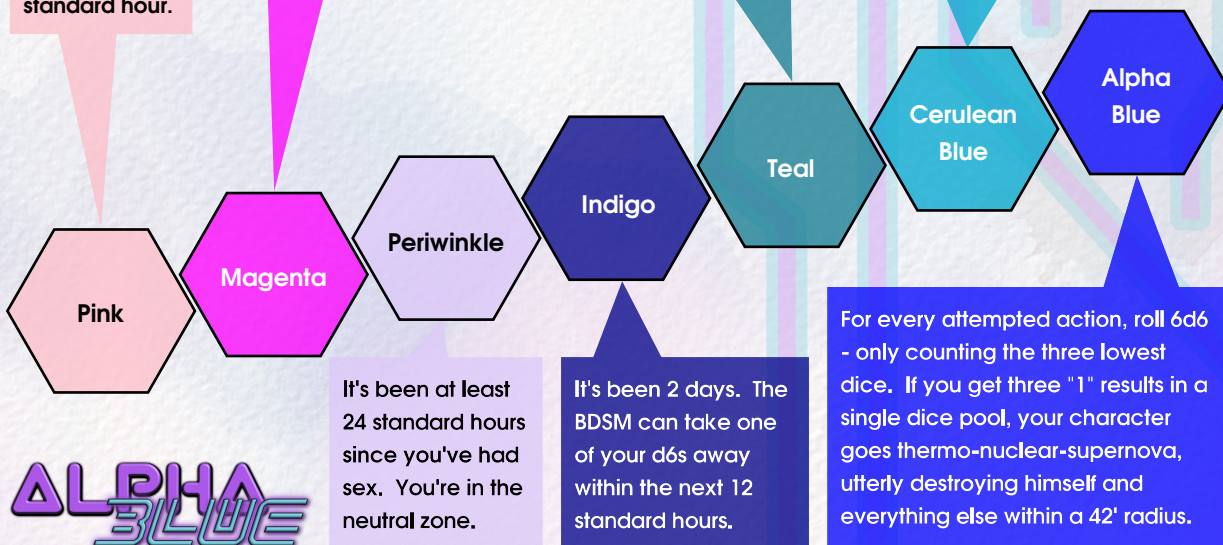 standard hour.
Alpha
Blue
Cerulean
Blue
Teal
Indigo
Periwinkle
Magenta
Pink
It's been at least
24 standard hours
since you've had
sex.  You're in the
neutral zone.
It's been 2 days.  The
BDSM can take one
of your d6s away
within the next 12
standard hours.
For every attempted action, roll 6d6
- only counting the three lowest
dice.  If you get three "1" results in a
single dice pool, your character
goes thermo-nuclear-supernova,
utterly destroying himself and
everything else within a 42' radius.
ALPHA
BLUE